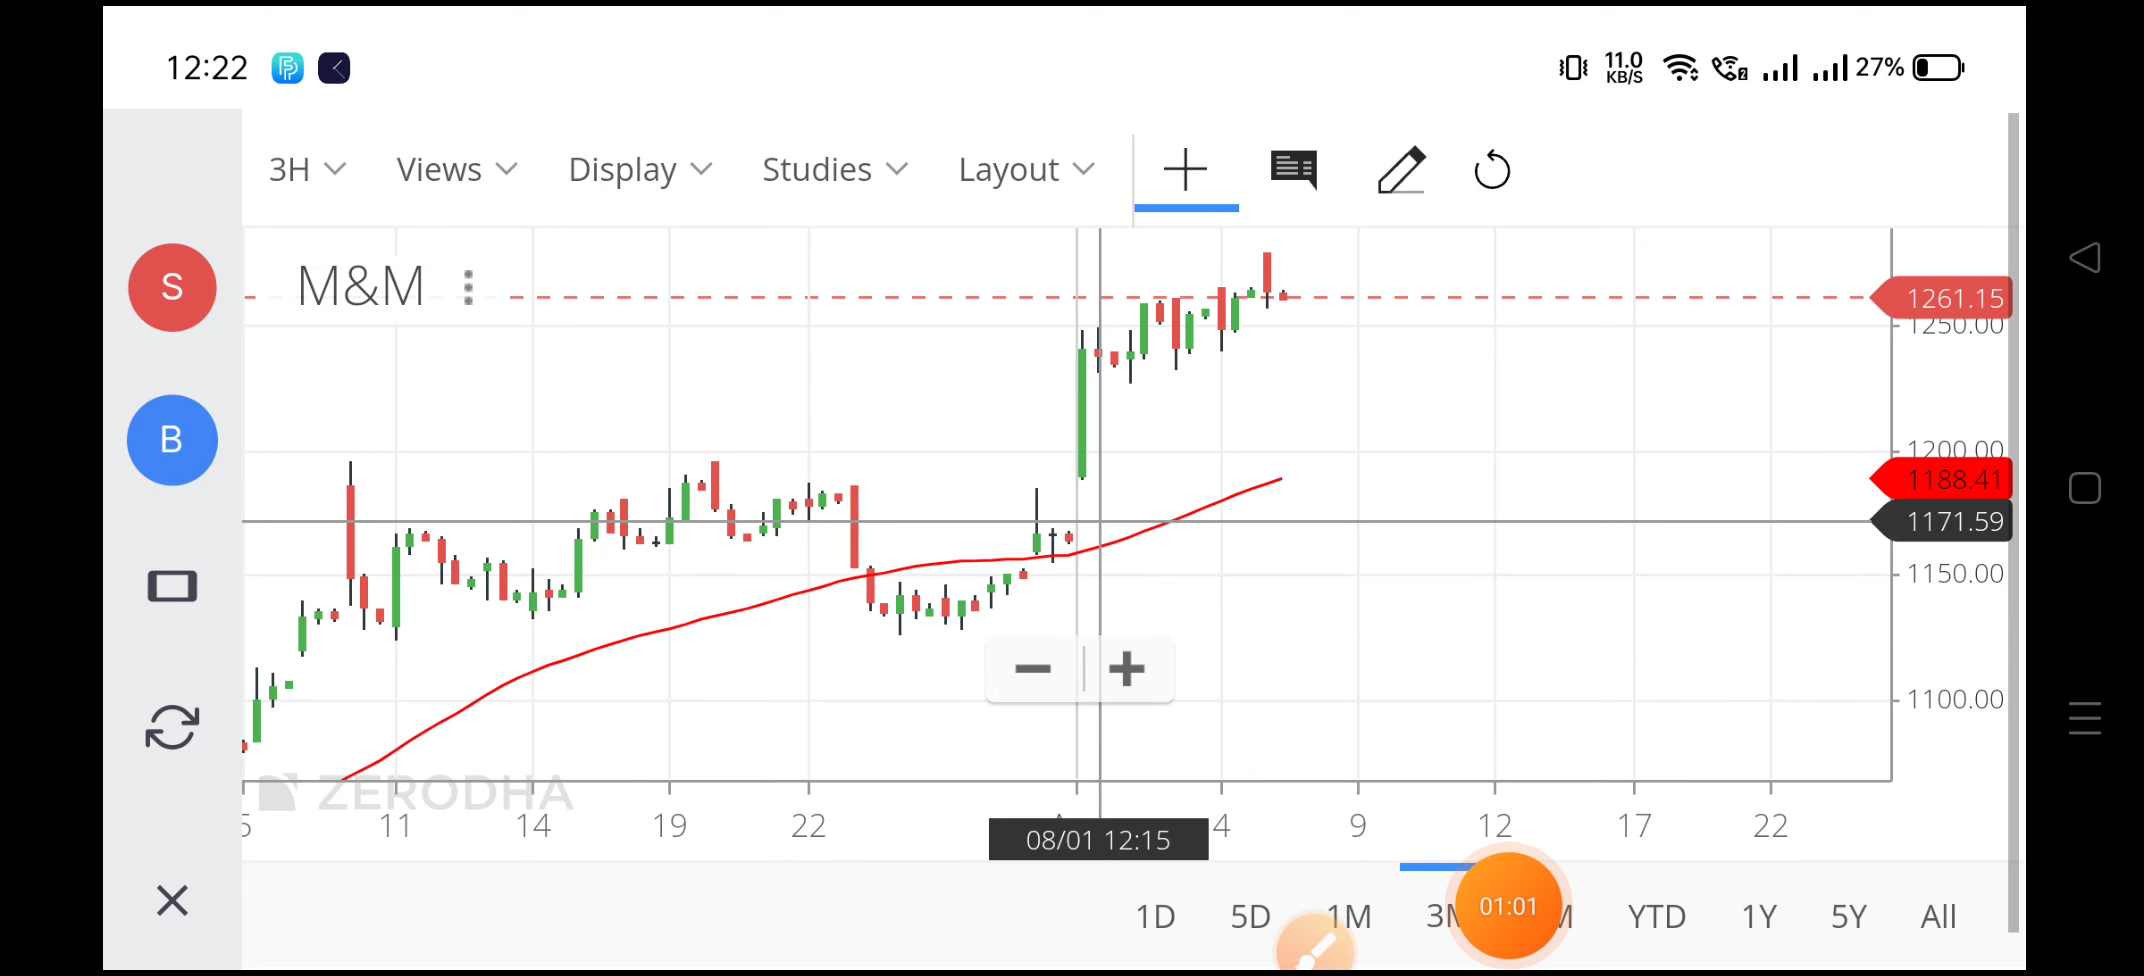 12:22
11.0
KB/S
2
27%
3H Views Display Studies Layout
S
M&M
1261.15
1250.00
B
1200.00
1188.41
1171.59
1150.00
1100.00
ZERODHA
11 14 19 22 4 9 12 17 22
08/01 12:15
1D 5D 1M 3M YTD 1Y 5Y All
01:01